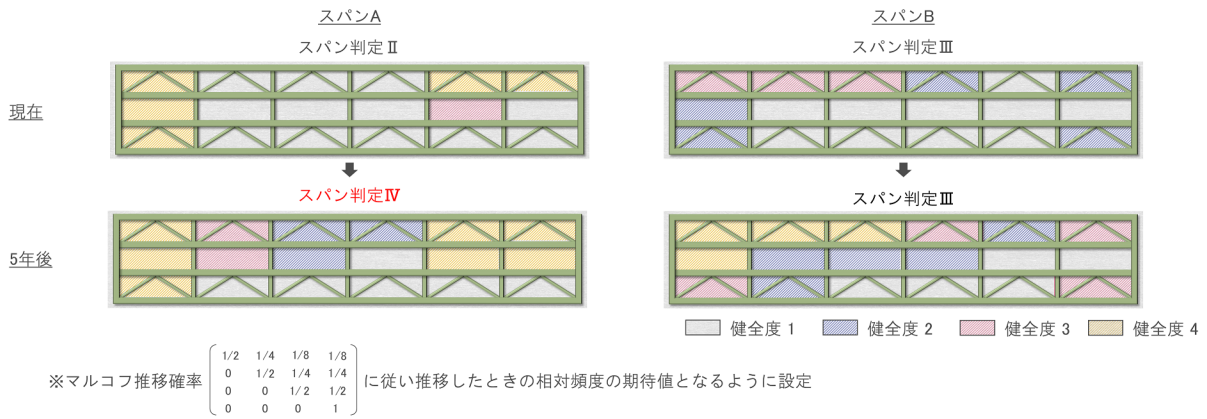 スパンA
スパンB
スパン判定Ⅱ
スパン判定Ⅲ
現在
スパン判定Ⅳ
スパン判定Ⅲ
5年後
健全度 1
健全度 2
健全度 3
健全度 4
1/2 1/4 1/8 1/8
0 1/2 1/4 1/4
※マルコフ推移確率 に従い推移したときの相対頻度の期待値となるように設定
0 0 1/2 1/2
0 0 0 1